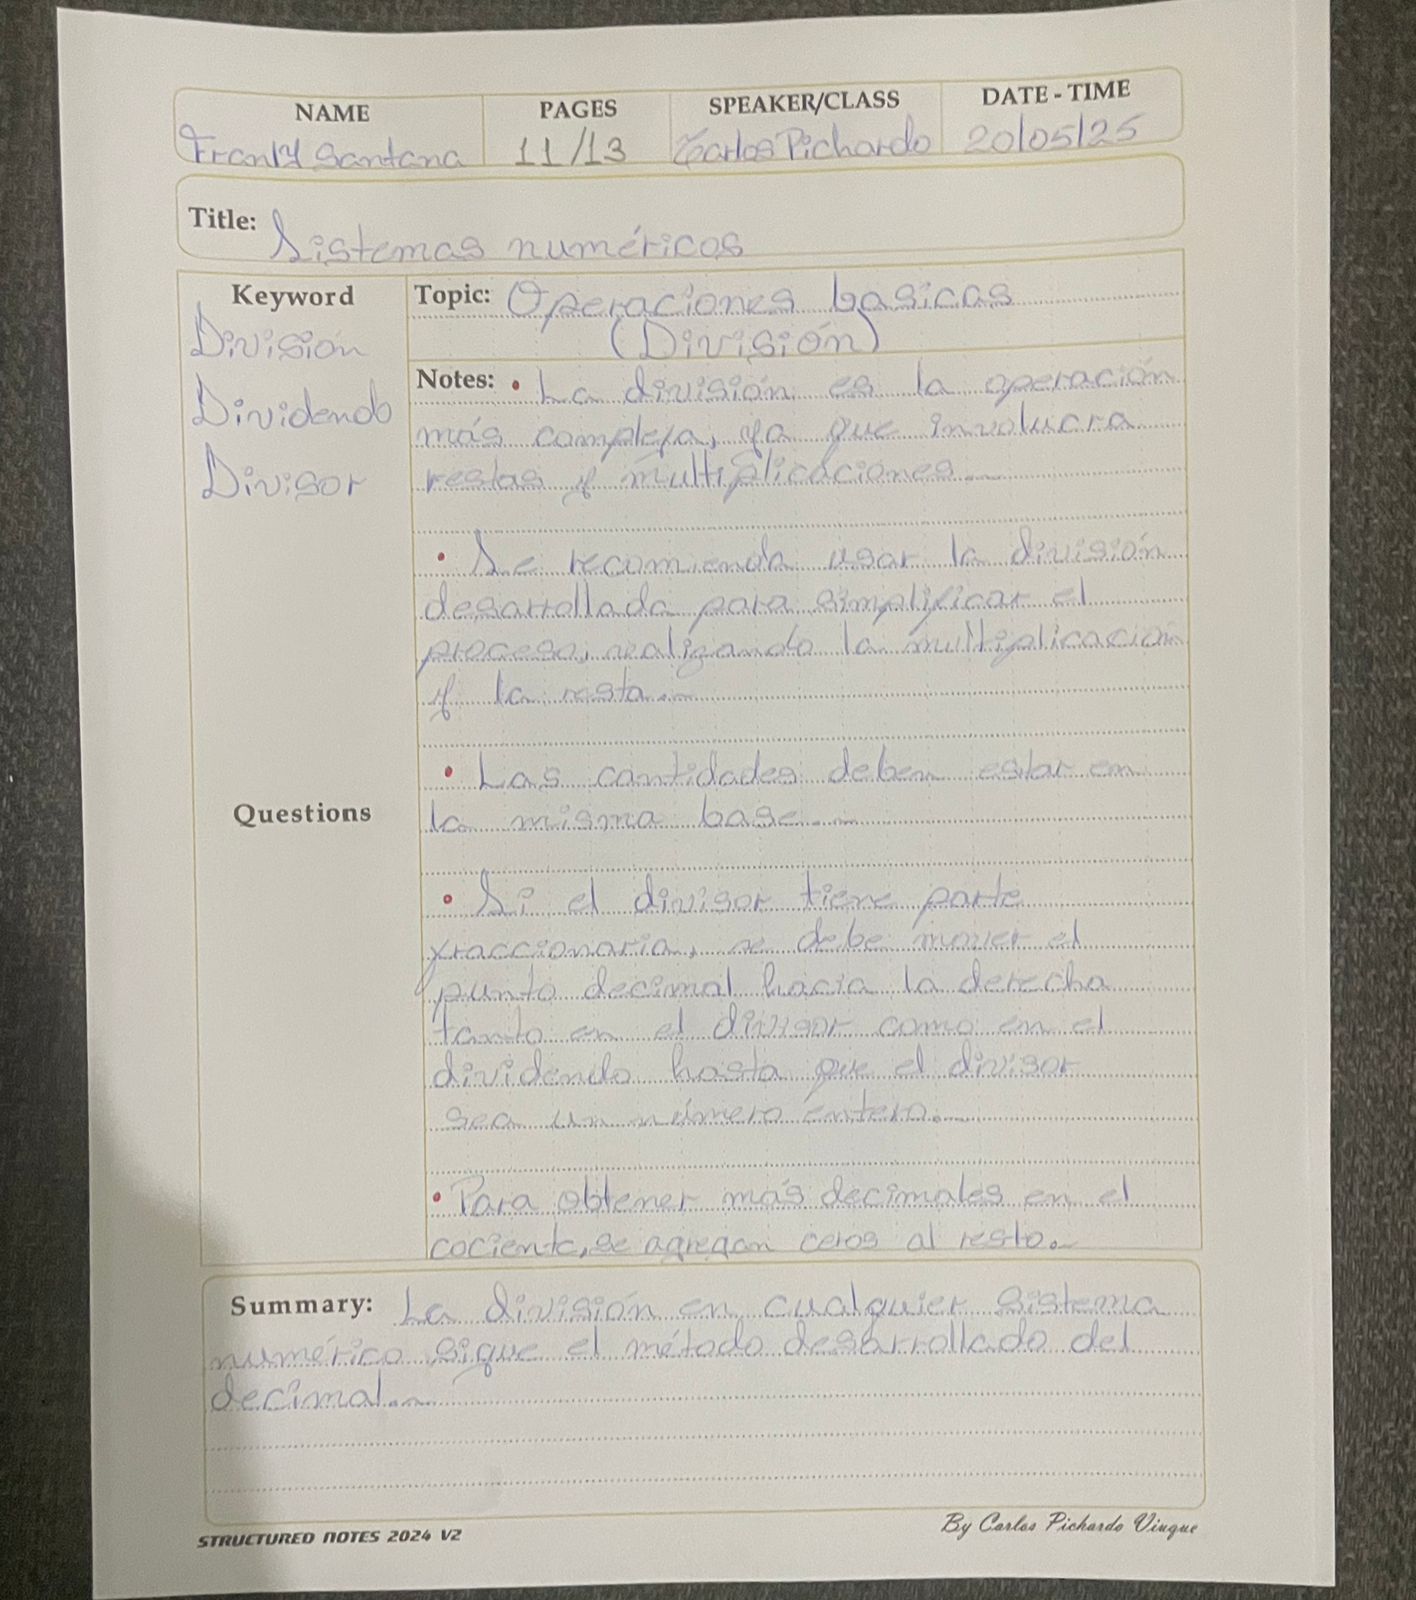 NAME PAGES SPEAKER/CLASS DATE - TIME
Franly Santana 11/13 Carlos Pichardo 20/05/25
Title: Sistemas numéricos
Keyword
División
Dividendo
Divisor
Questions
Topic: Operaciones basicas
(División)
Notes: • La división es la operación
más compleja, ya que involucra
restas y multiplicaciones.
• Se recomienda usar la división
desarrollada para simplificar el
proceso, realizando la multiplicación
y la resta.
• Las cantidades deben estar en
la misma base.
• Si el divisor tiene parte
fraccionaria, se debe mover el
punto decimal hacia la derecha
tanto en el divisor como en el
dividendo hasta que el divisor
sea un número entero.
• Para obtener más decimales en el
cociente, se agregan ceros al resto.
Summary: La división en cualquier sistema
numérico sigue el método desarrollado del
decimal.
STRUCTURED NOTES 2024 V2
By Carlos Pichardo Viuque